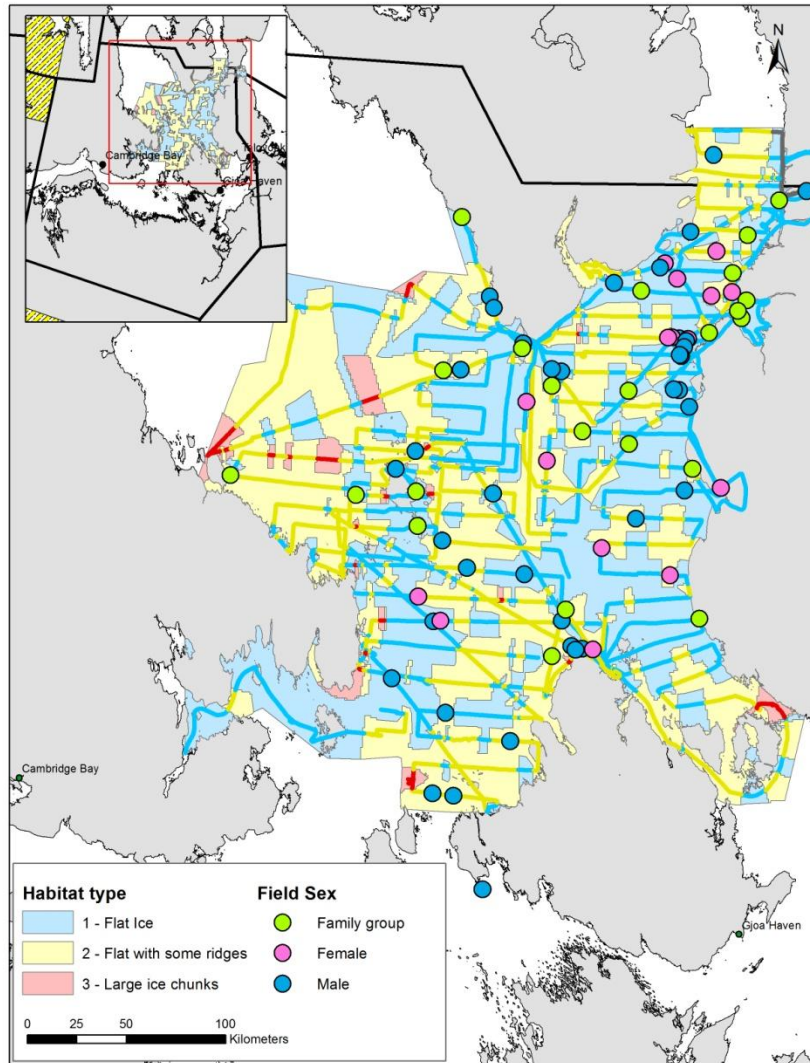 Cambridge Bay
Gjoa Haven
N
Cambridge Bay
Gjoa Haven
Habitat type
1 - Flat Ice
2 - Flat with some ridges
3 - Large ice chunks
Field Sex
Family group
Female
Male
0 25 50 100
Kilometers